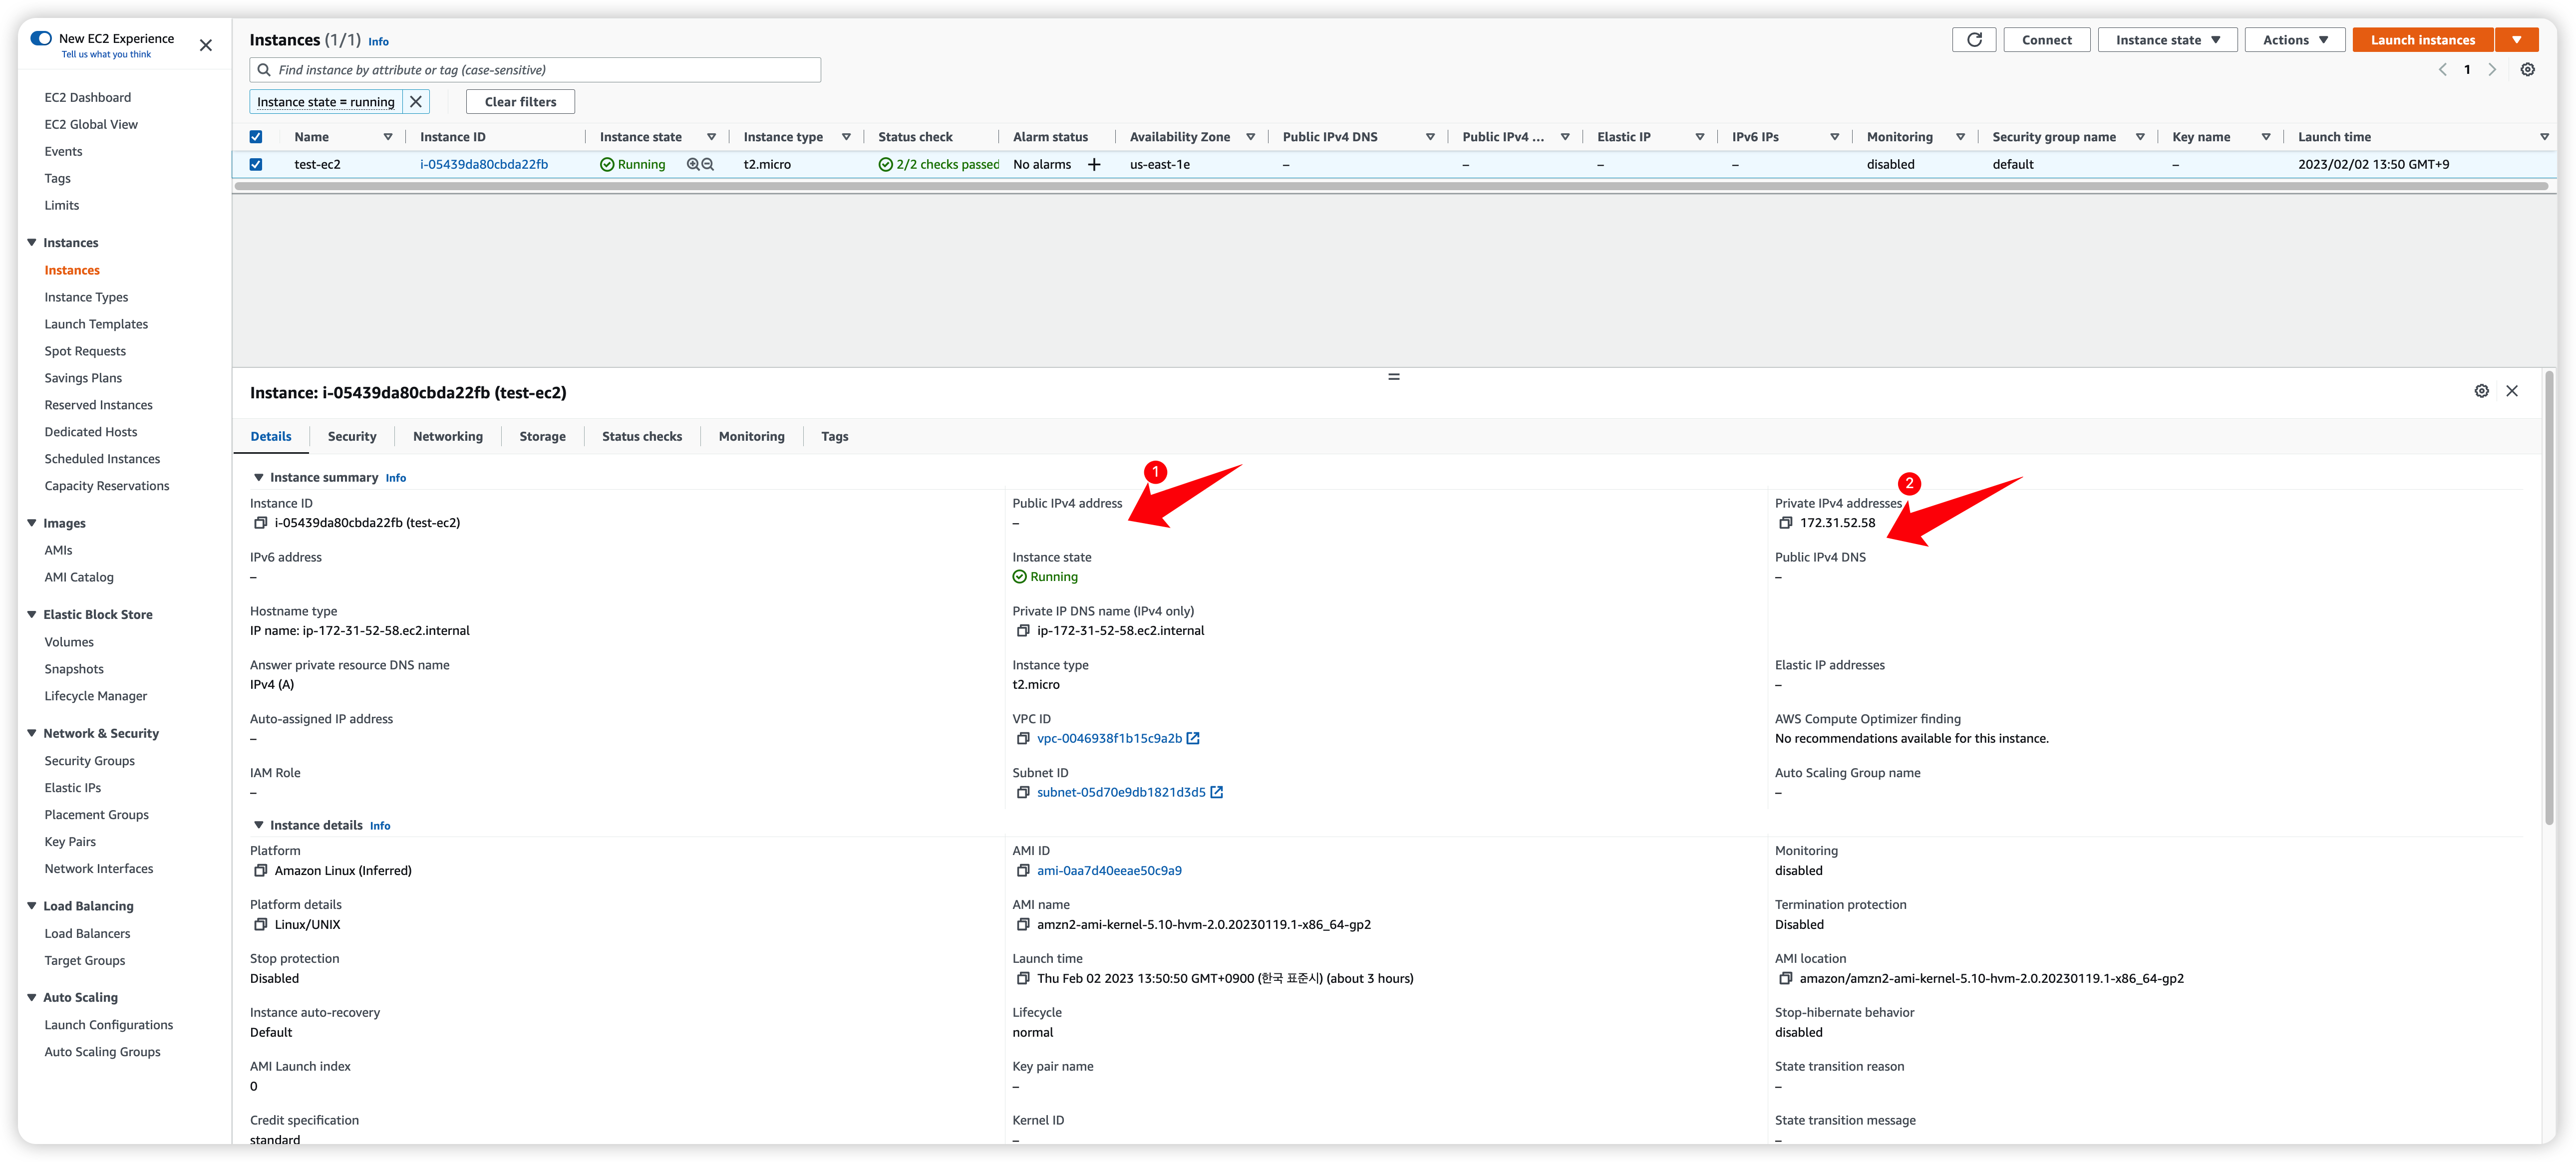 New EC2 Experience
Tell us what you think
EC2 Dashboard
EC2 Global View
Events
Tags
Limits
Instances
Instances
Instance Types
Launch Templates
Spot Requests
Savings Plans
Reserved Instances
Dedicated Hosts
Scheduled Instances
Capacity Reservations
Images
AMIs
AMI Catalog
Elastic Block Store
Volumes
Snapshots
Lifecycle Manager
Network & Security
Security Groups
Elastic IPs
Placement Groups
Key Pairs
Network Interfaces
Load Balancing
Load Balancers
Target Groups
Auto Scaling
Launch Configurations
Auto Scaling Groups
Instances (1/1) Info
Connect Instance state Actions Launch instances
Find instance by attribute or tag (case-sensitive)
1
Instance state = running Clear filters
Name Instance ID Instance state Instance type Status check Alarm status Availability Zone Public IPv4 DNS Public IPv4 ... Elastic IP IPv6 IPs Monitoring Security group name Key name Launch time
test-ec2 i-05439da80cbda22fb Running t2.micro 2/2 checks passed No alarms + us-east-1e – – – – disabled default – 2023/02/02 13:50 GMT+9
Instance: i-05439da80cbda22fb (test-ec2)
Details Security Networking Storage Status checks Monitoring Tags
Instance summary Info
1
2
Instance ID Public IPv4 address Private IPv4 addresses
i-05439da80cbda22fb (test-ec2) – 172.31.52.58
IPv6 address Instance state Public IPv4 DNS
– Running –
Hostname type Private IP DNS name (IPv4 only)
IP name: ip-172-31-52-58.ec2.internal ip-172-31-52-58.ec2.internal
Answer private resource DNS name Instance type Elastic IP addresses
IPv4 (A) t2.micro –
Auto-assigned IP address VPC ID AWS Compute Optimizer finding
– vpc-0046938f1b15c9a2b No recommendations available for this instance.
IAM Role Subnet ID Auto Scaling Group name
– subnet-05d70e9db1821d3d5 –
Instance details Info
Platform AMI ID Monitoring
Amazon Linux (Inferred) ami-0aa7d40eeae50c9a9 disabled
Platform details AMI name Termination protection
Linux/UNIX amzn2-ami-kernel-5.10-hvm-2.0.20230119.1-x86_64-gp2 Disabled
Stop protection Launch time AMI location
Disabled Thu Feb 02 2023 13:50:50 GMT+0900 (한국 표준시) (about 3 hours) amazon/amzn2-ami-kernel-5.10-hvm-2.0.20230119.1-x86_64-gp2
Instance auto-recovery Lifecycle Stop-hibernate behavior
Default normal disabled
AMI Launch index Key pair name State transition reason
0 – –
Credit specification Kernel ID State transition message
standard – –